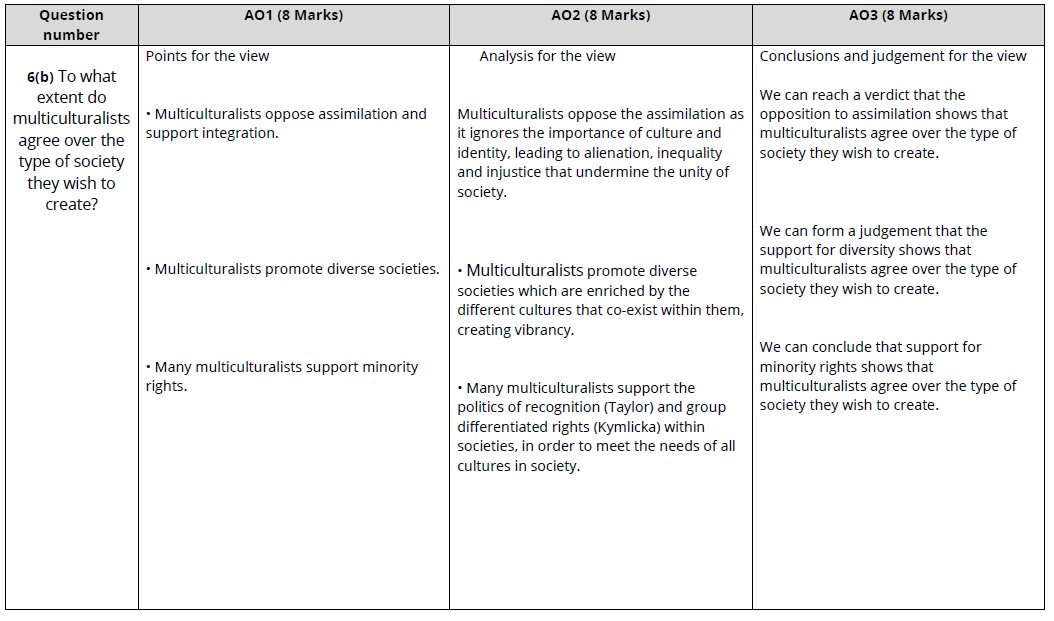 Question
number
AO1 (8 Marks)
AO2 (8 Marks)
AO3 (8 Marks)
6(b) To what
extent do
multiculturalists
agree over the
type of society
they wish to
create?
Points for the view
• Multiculturalists oppose assimilation and
support integration.
• Multiculturalists promote diverse societies.
• Many multiculturalists support minority
rights.
Analysis for the view
Multiculturalists oppose the assimilation as
it ignores the importance of culture and
identity, leading to alienation, inequality
and injustice that undermine the unity of
society.
• Multiculturalists promote diverse
societies which are enriched by the
different cultures that co-exist within them,
creating vibrancy.
• Many multiculturalists support the
politics of recognition (Taylor) and group
differentiated rights (Kymlicka) within
societies, in order to meet the needs of all
cultures in society.
Conclusions and judgement for the view
We can reach a verdict that the
opposition to assimilation shows that
multiculturalists agree over the type of
society they wish to create.
We can form a judgement that the
support for diversity shows that
multiculturalists agree over the type of
society they wish to create.
We can conclude that support for
minority rights shows that
multiculturalists agree over the type of
society they wish to create.